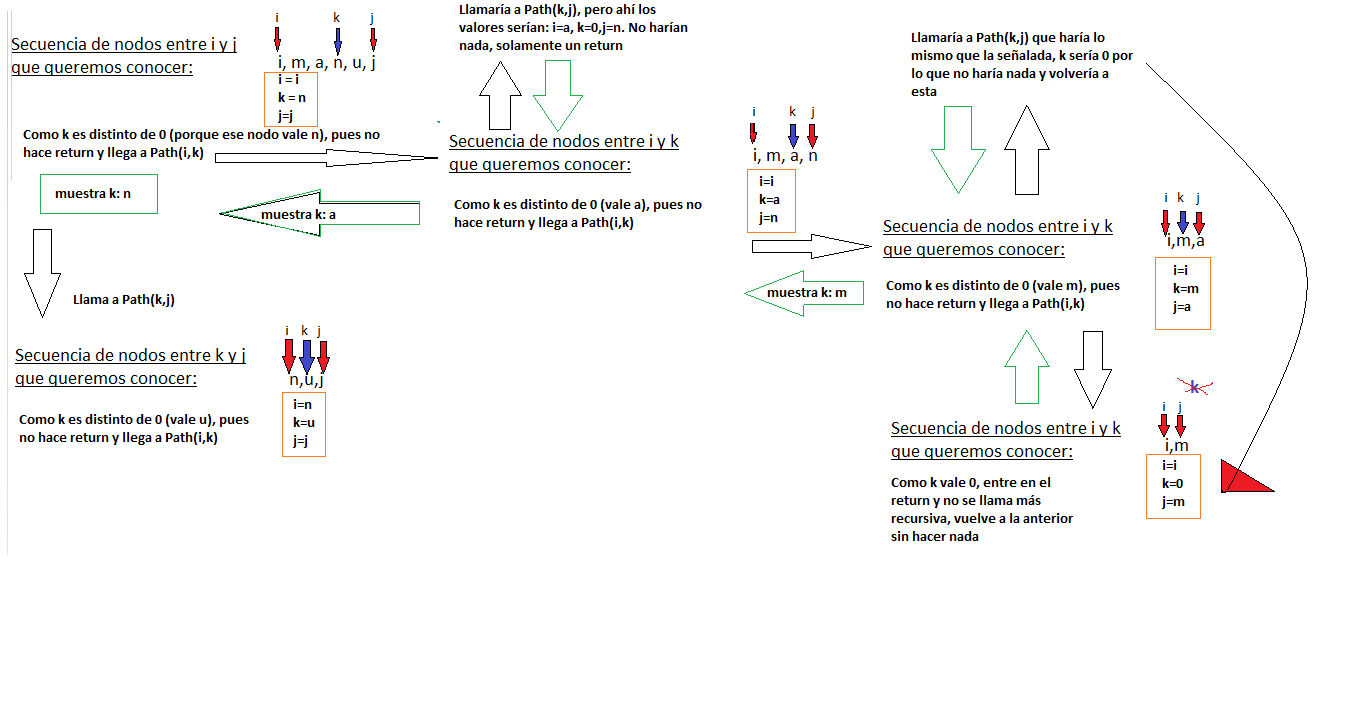 i k j
Secuencia de nodos entre i y j
que queremos conocer:
i, m, a, n, u, j
i = i
k = n
j=j
Como k es distinto de 0 (porque ese nodo vale n), pues no
hace return y llega a Path(i,k)
muestra k: n
muestra k: a
Llama a Path(k,j)
i k j
Secuencia de nodos entre k y j
que queremos conocer:
n,u,j
i=n
k=u
j=j
Como k es distinto de 0 (vale u), pues
no hace return y llega a Path(i,k)
Llamaría a Path(k,j), pero ahí los
valores serían: i=a, k=0,j=n. No harían
nada, solamente un return
Secuencia de nodos entre i y k
que queremos conocer:
Como k es distinto de 0 (vale a), pues no
hace return y llega a Path(i,k)
i k j
i, m, a, n
i=i
k=a
j=n
muestra k: m
Llamaría a Path(k,j) que haría lo
mismo que la señalada, k sería 0 por
lo que no haría nada y volvería a
esta
Secuencia de nodos entre i y k
que queremos conocer:
Como k es distinto de 0 (vale m), pues
no hace return y llega a Path(i,k)
i k j
i,m,a
i=i
k=m
j=a
Secuencia de nodos entre i y k
que queremos conocer:
Como k vale 0, entre en el
return y no se llama más
recursiva, vuelve a la anterior
sin hacer nada
k
i j
i,m
i=i
k=0
j=m